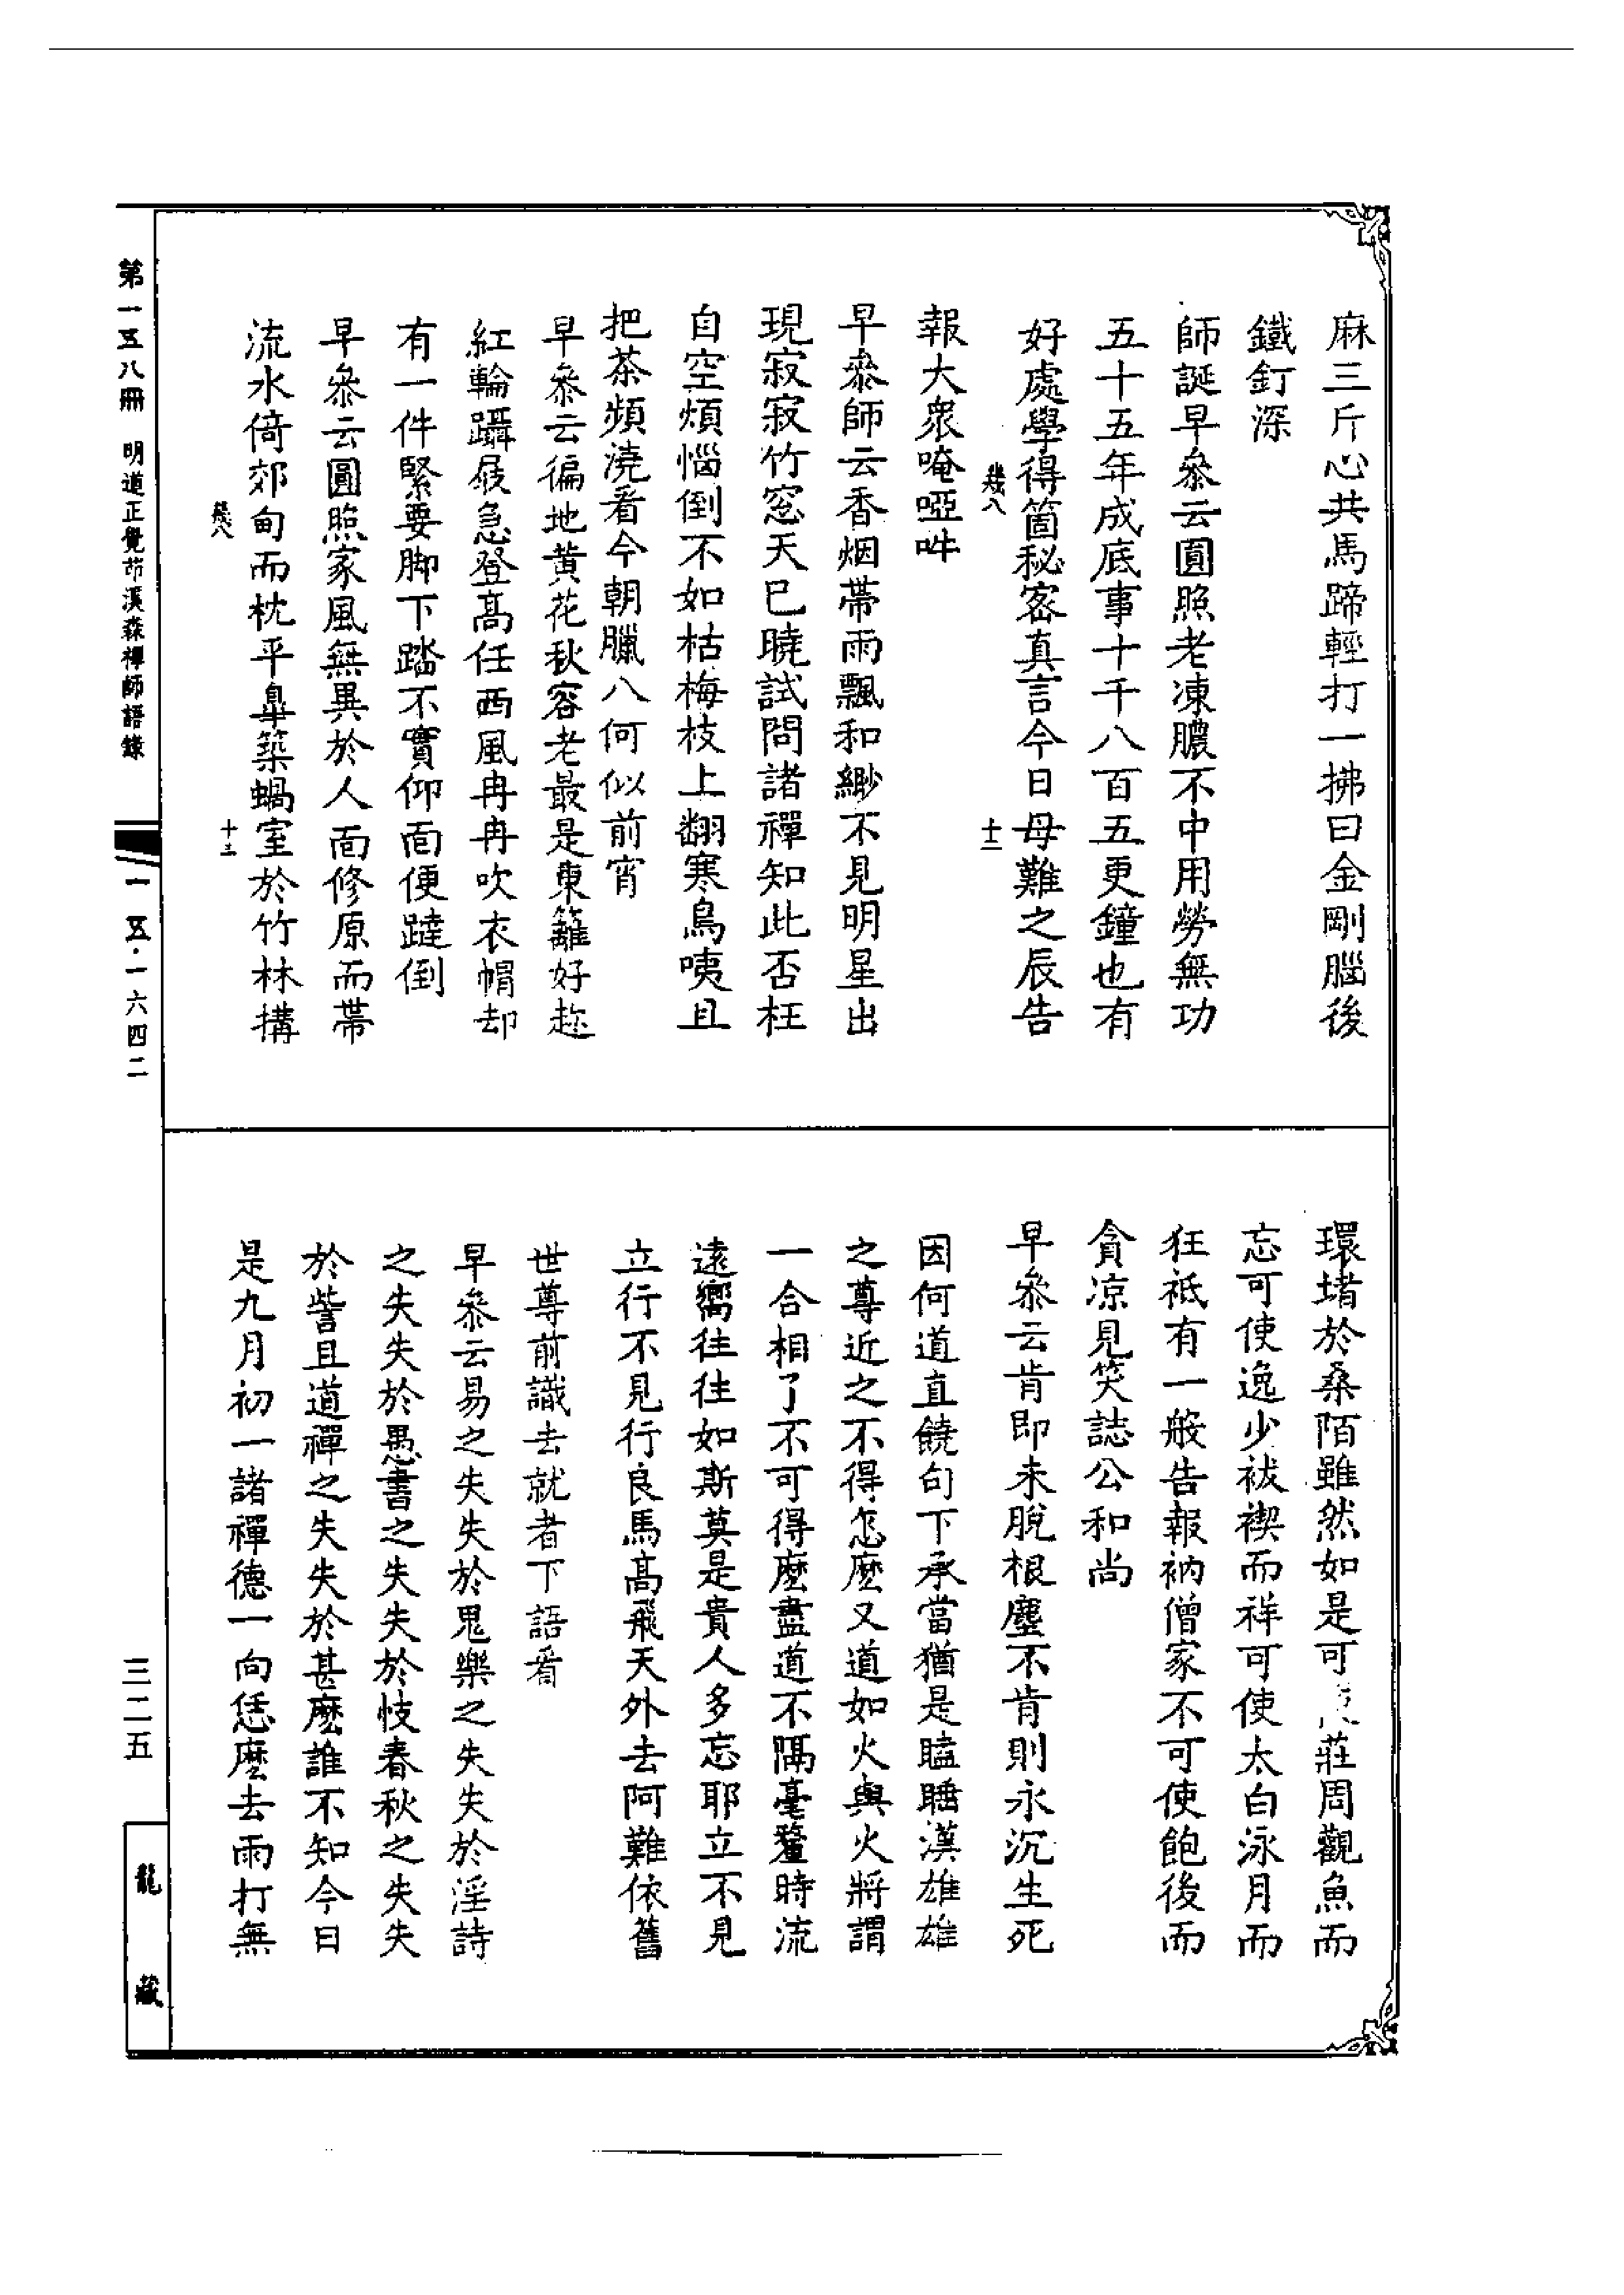 麻三斤心共馬蹄輕打一拂曰金剛腦後
鐵釘深
師誕早叅云圓照老凍膿不中用勞無功
五十五年成底事十千八百五更鐘也有
好處學得箇秘密真言今日母難之辰告
幾八
十二
報大衆唵啞吽
早叅師云香烟帶雨飄和緲不見明星出
現寂寂竹窓天已曉試問諸禪知此否枉
自空煩惱倒不如枯梅枝上翻寒鳥咦且
把茶頻澆看今朝臘八何似前宵
早叅云徧地黄花秋容老最是東籬好趂
紅輪躡屐急登高任西風冉冉吹衣帽却
有一件緊要脚下踏不實仰面便躂倒
早叅云圓照家風無異於人面修原而帶
流水倚郊甸而枕平臯築蝸室於竹林搆
幾八
十三
環堵於桑陌雖然如是可莊周觀魚而
忘可使逸少祓禊而祥可使太白泳月而
狂祗有一般告報衲僧家不可使飽後而
貪凉見笑誌公和尚
早叅云肯即未脫根塵不肯則永沉生死
因何道直饒句下承當猶是瞌睡漢雄雄
之尊近之不得怎麽又道如火與火將謂
一合相了不可得麽盡道不隔毫釐時流
遠嚮往往如斯莫是貴人多忘耶立不見
立行不見行良馬高飛天外去阿難依舊
世尊前識去就者下語看
早叅云易之失失於鬼樂之失失於淫詩
之失失於愚書之失失於忮春秋之失失
於訾且道禪之失失於甚麽誰不知今日
是九月初一諸禪德一向恁麽去雨打無
第一五八冊 明道正覺茆溪森禪師語錄
一五·一六四二
三二五
龍藏